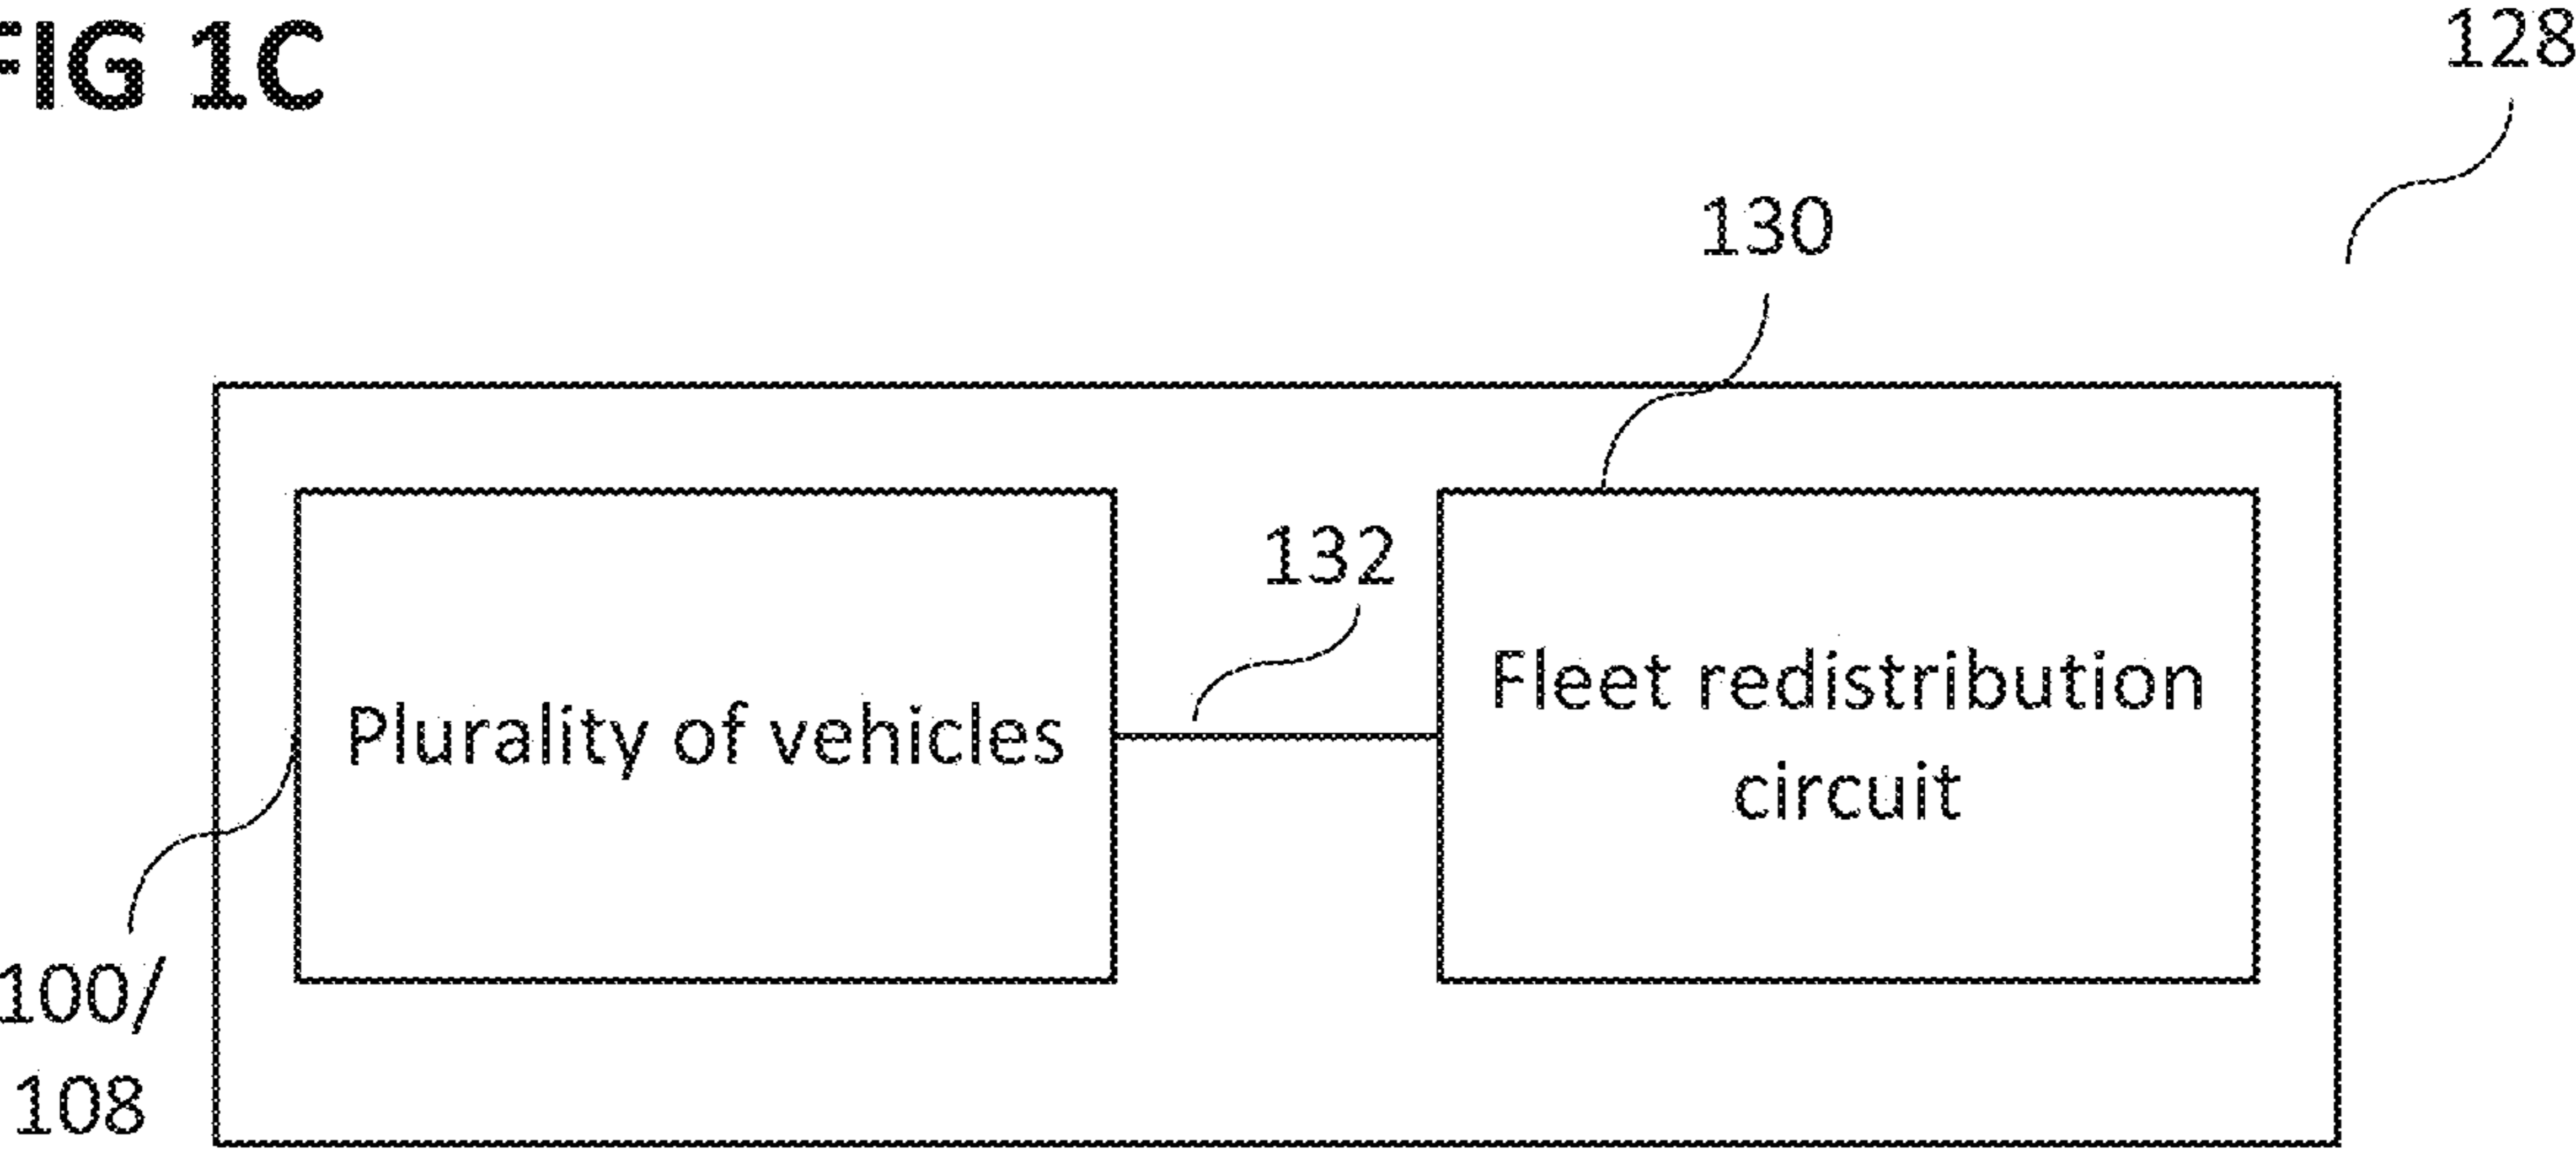 FIG 1C
128
130
132
Plurality of vehicles
Fleet redistribution
circuit
100/
108